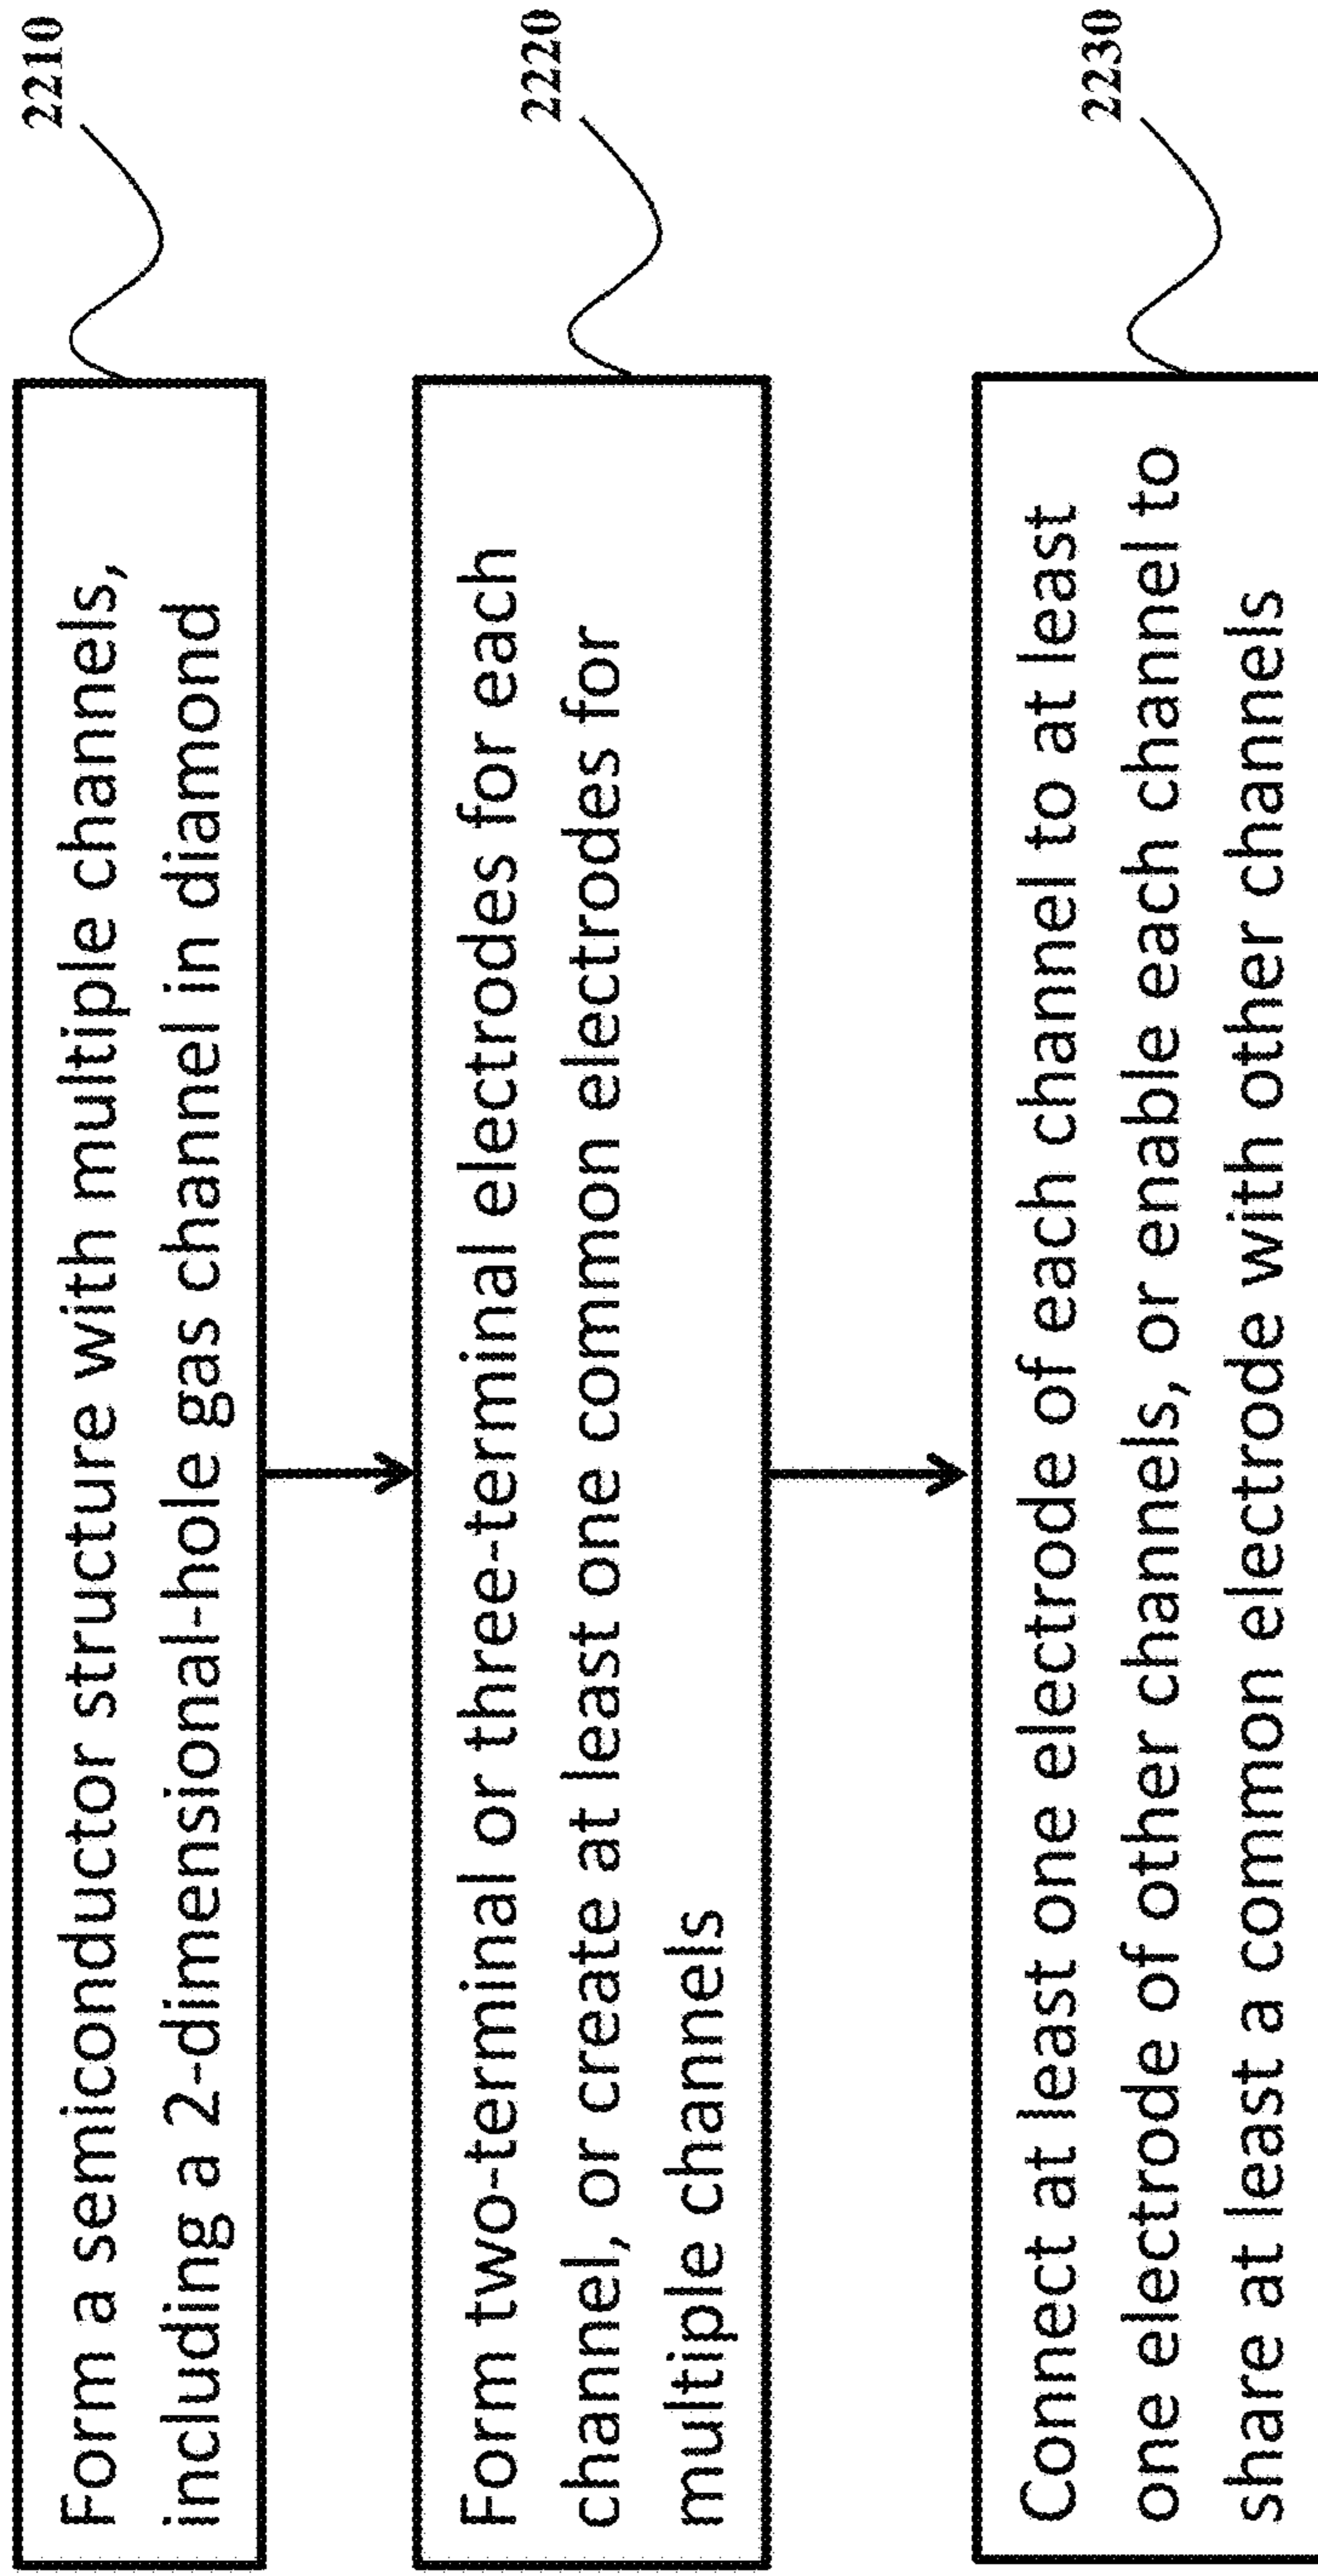 Form a semiconductor structure with multiple channels,
including a 2-dimensional-hole gas channel in diamond
2210
Form two-terminal or three-terminal electrodes for each
channel, or create at least one common electrodes for
multiple channels
2220
Connect at least one electrode of each channel to at least
one electrode of other channels, or enable each channel to
share at least a common electrode with other channels
2230